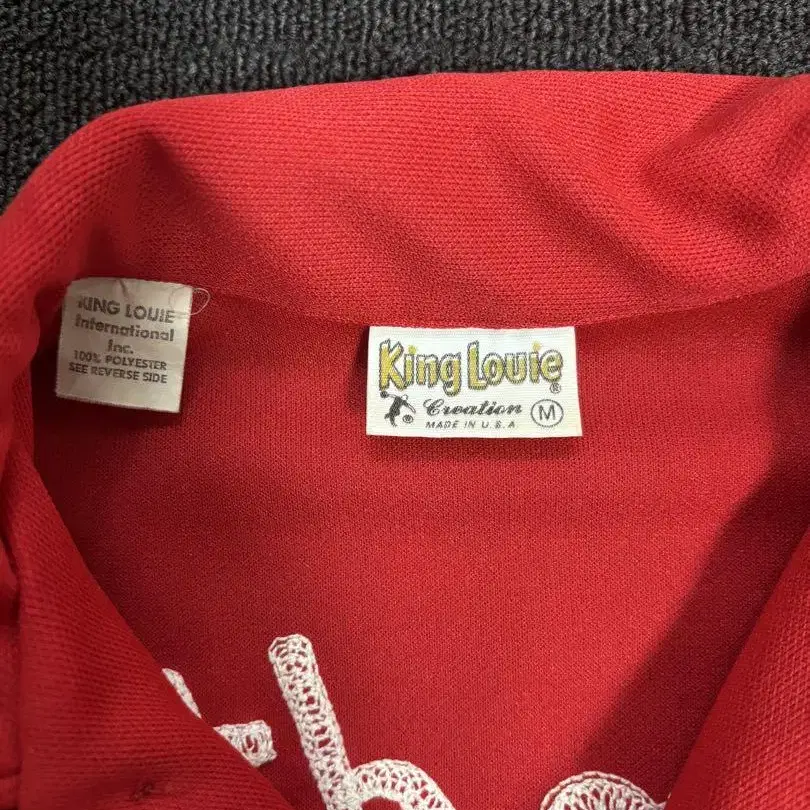 KING LOUIE
International
Inc.
100% POLYESTER
SEE REVERSE SIDE
King Louie®
Creation M
MADE IN U.S.A